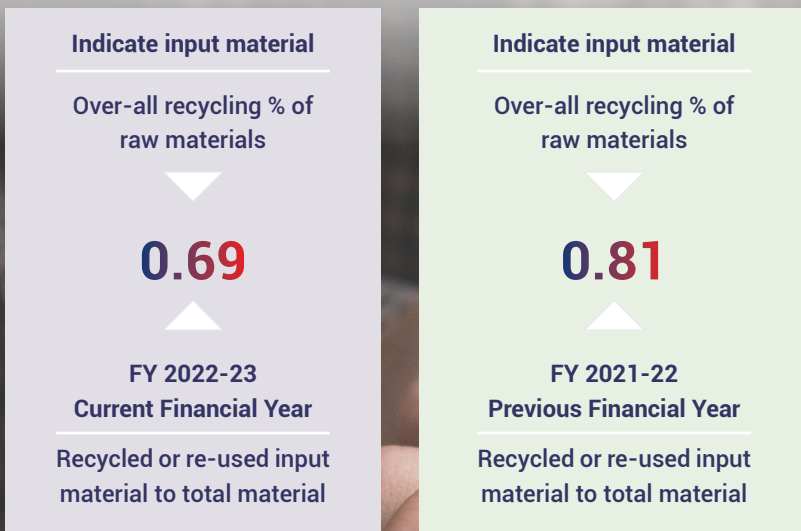 Indicate input material
Over-all recycling % of
raw materials
0.69
FY 2022-23
Current Financial Year
Recycled or re-used input
material to total material
Indicate input material
Over-all recycling % of
raw materials
0.81
FY 2021-22
Previous Financial Year
Recycled or re-used input
material to total material